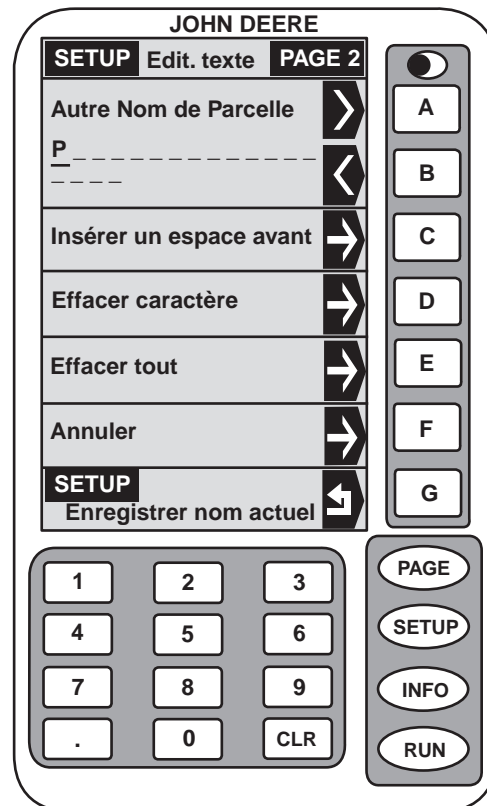 JOHN DEERE
SETUP Edit. texte PAGE 2
Autre Nom de Parcelle
P_ _ _ _ _ _ _ _ _ _ _ _ _
_ _ _ _
Insérer un espace avant
Effacer caractère
Effacer tout
Annuler
SETUP
Enregistrer nom actuel
A
B
C
D
E
F
G
1 2 3
4 5 6
7 8 9
. 0 CLR
PAGE
SETUP
INFO
RUN